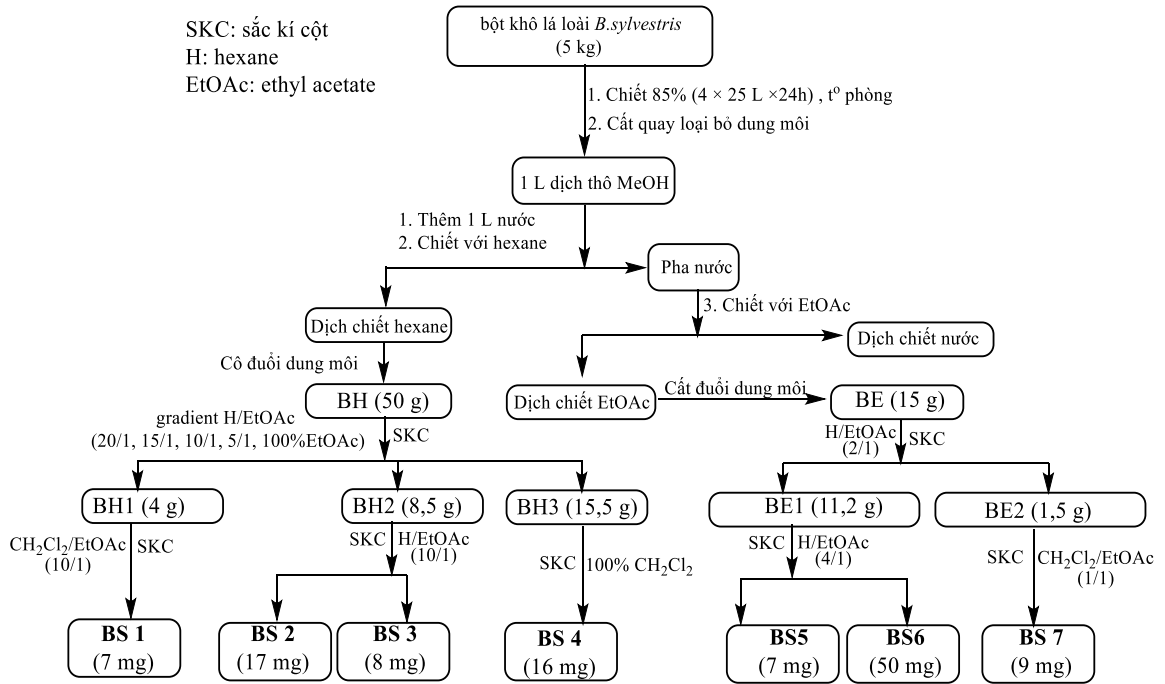 SKC: sắc kí cột
H: hexane
EtOAc: ethyl acetate
bột khô lá loài B.sylvestris
(5 kg)
1. Chiết 85% (4 × 25 L ×24h) , tº phòng
2. Cất quay loại bỏ dung môi
1 L dịch thô MeOH
1. Thêm 1 L nước
2. Chiết với hexane
Pha nước
3. Chiết với EtOAc
Dịch chiết hexane
Dịch chiết nước
Cô đuổi dung môi
Dịch chiết EtOAc
Cất đuổi dung môi
BH (50 g)
BE (15 g)
gradient H/EtOAc
(20/1, 15/1, 10/1, 5/1, 100%EtOAc)
SKC
H/EtOAc
(2/1)
SKC
BH1 (4 g)
BH2 (8,5 g)
BH3 (15,5 g)
BE1 (11,2 g)
BE2 (1,5 g)
CH₂Cl₂/EtOAc
(10/1)
SKC
SKC
H/EtOAc
(10/1)
SKC
100% CH₂Cl₂
SKC
H/EtOAc
(4/1)
SKC
CH₂Cl₂/EtOAc
(1/1)
BS 1
(7 mg)
BS 2
(17 mg)
BS 3
(8 mg)
BS 4
(16 mg)
BS5
(7 mg)
BS6
(50 mg)
BS 7
(9 mg)